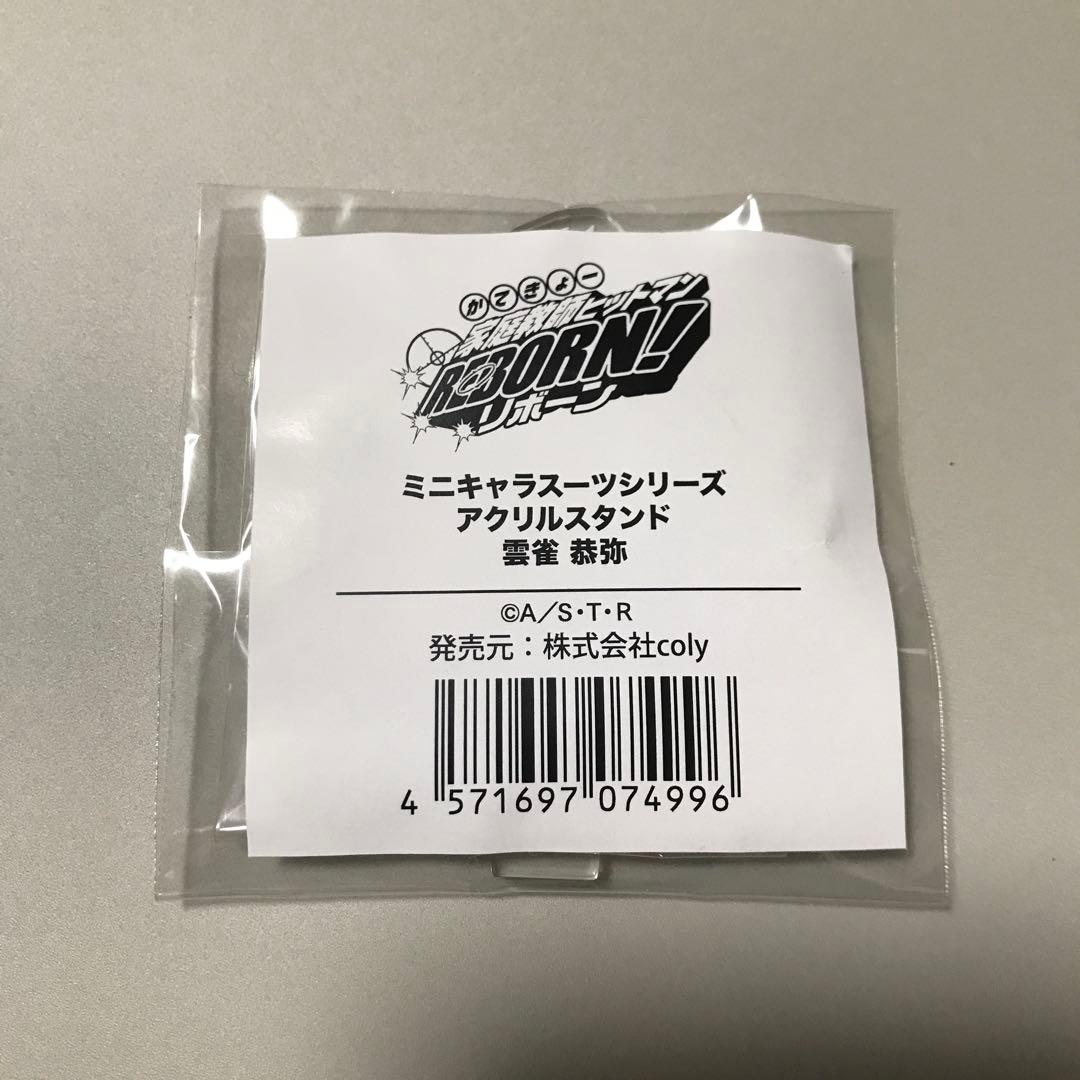 かてきょー
家庭教師ヒットマン
REBORN!
リボーン
ミニキャラスーツシリーズ
アクリルスタンド
雲雀 恭弥
©A/S・T・R
発売元：株式会社coly
4 571697 074996